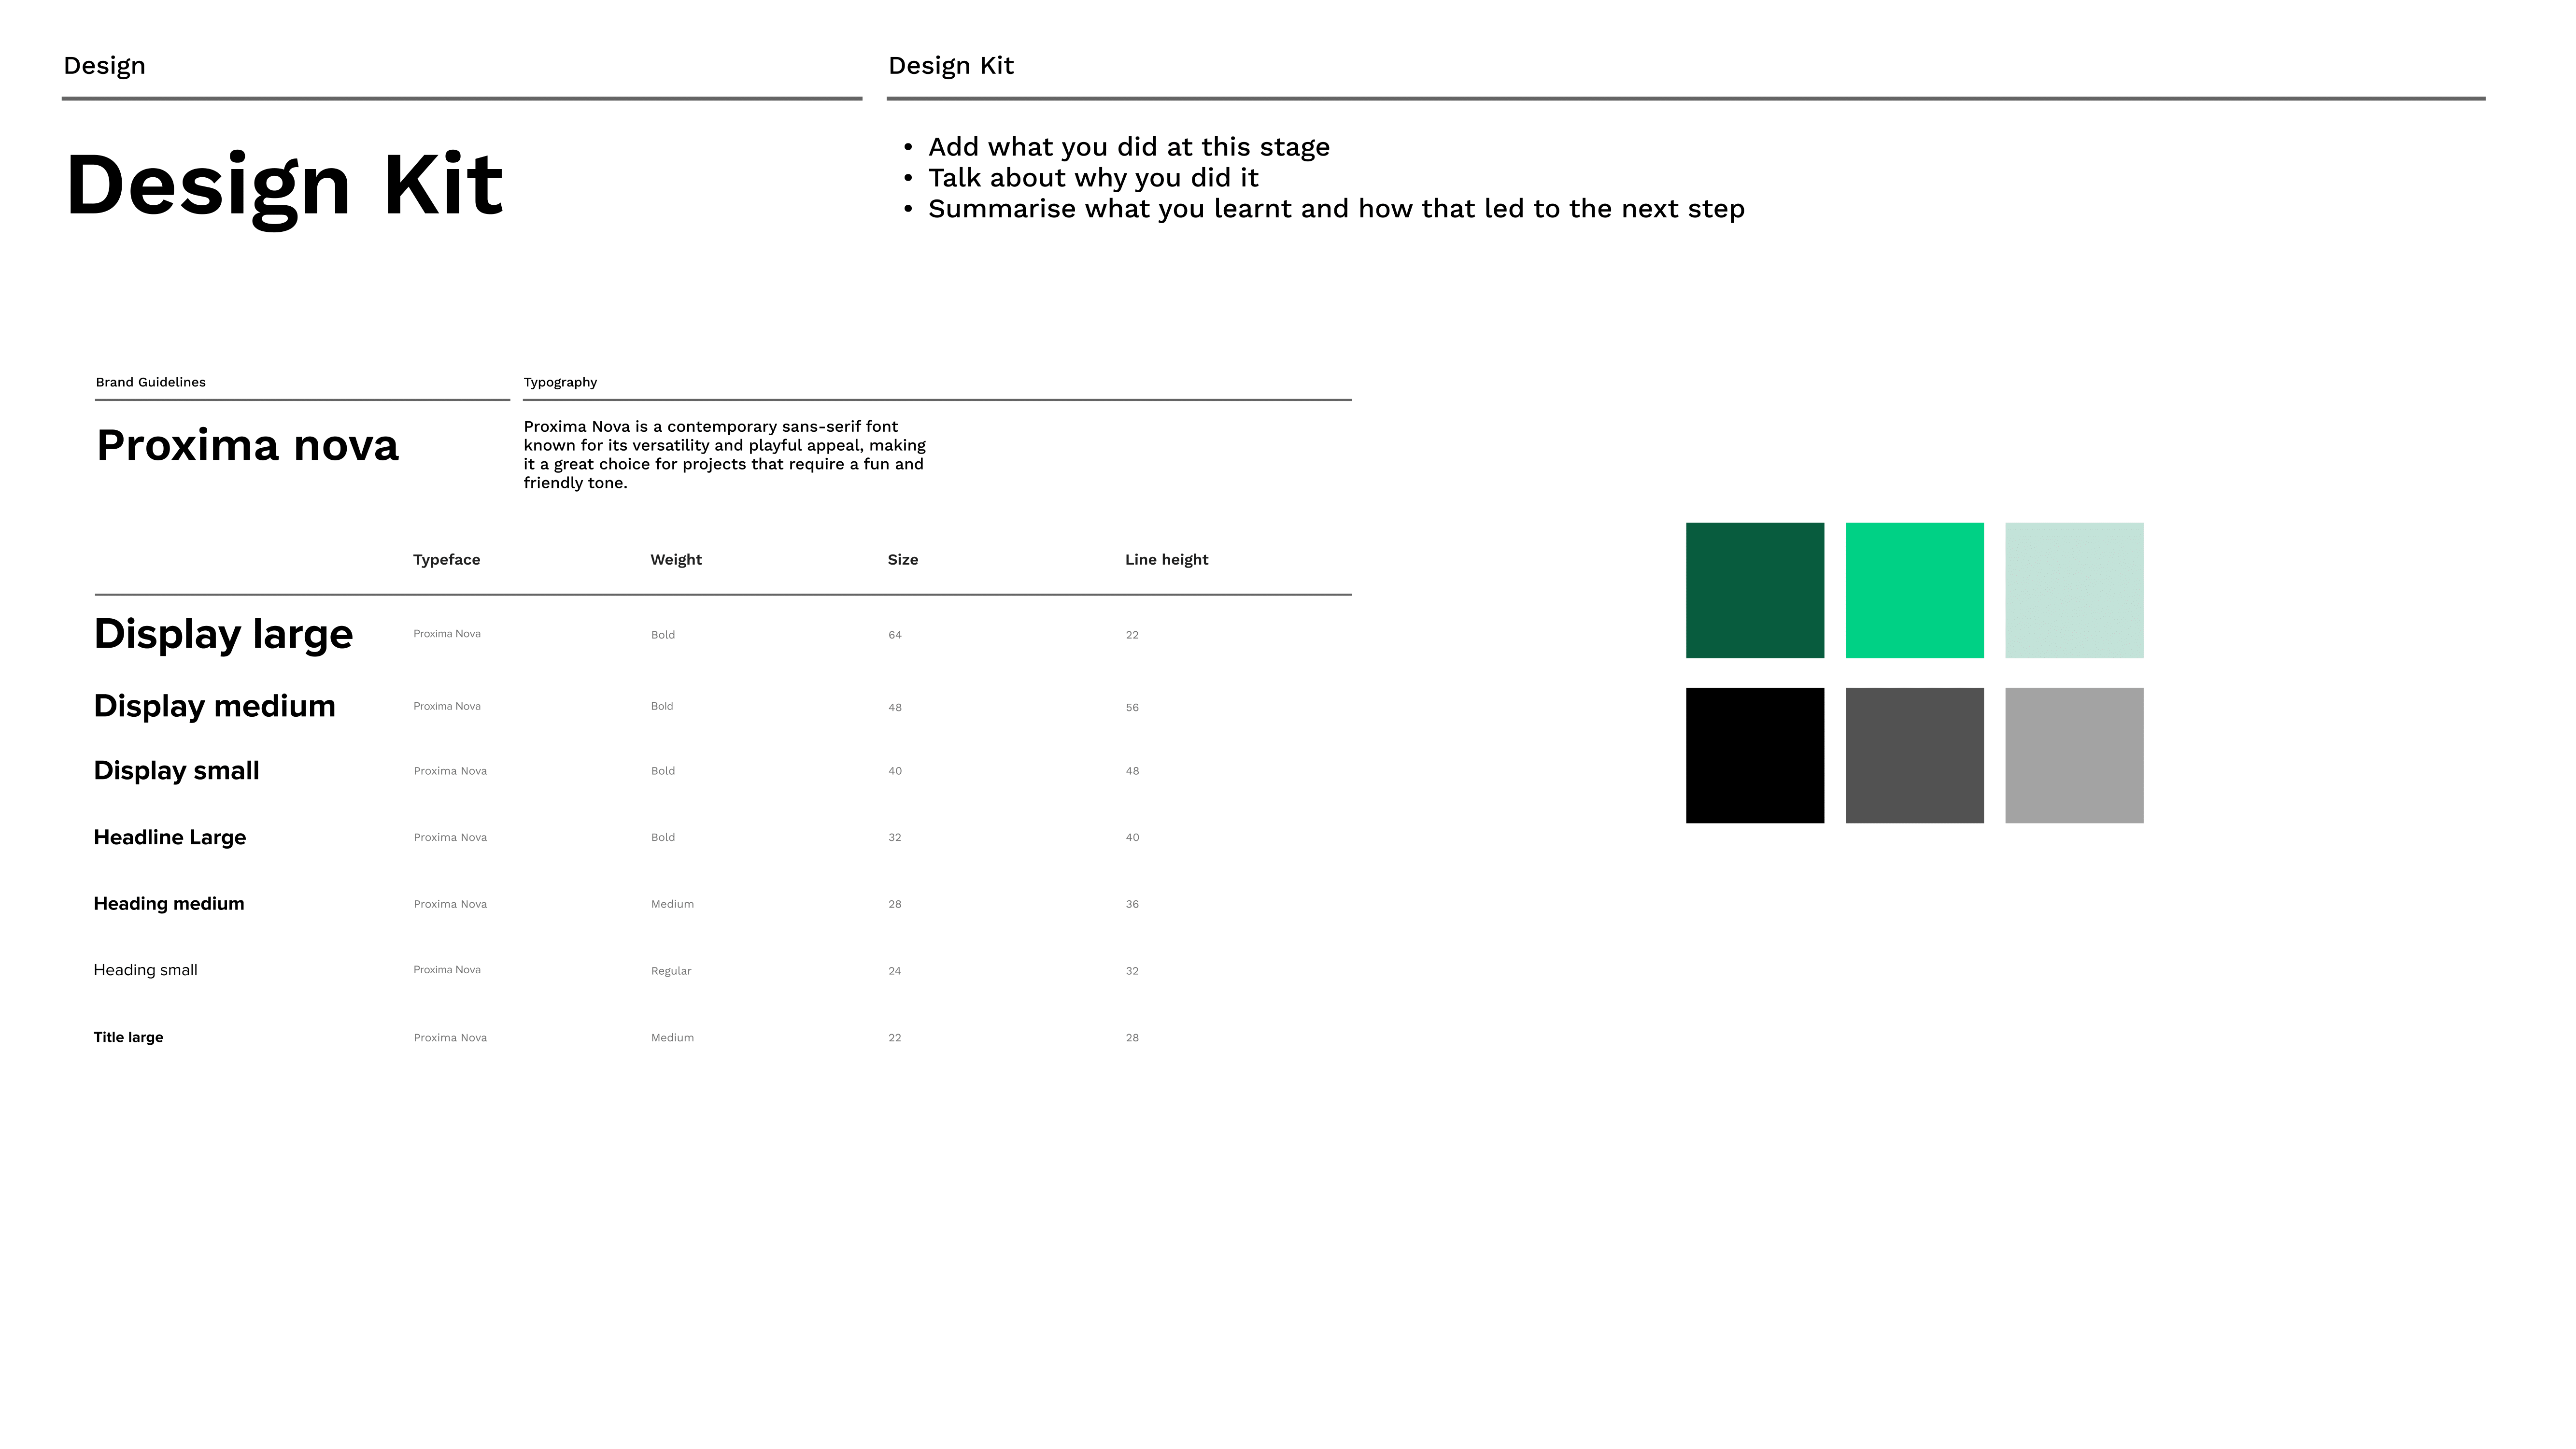 Design
Design Kit
Design Kit
• Add what you did at this stage
• Talk about why you did it
• Summarise what you learnt and how that led to the next step
Brand Guidelines
Typography
Proxima nova
Proxima Nova is a contemporary sans-serif font
known for its versatility and playful appeal, making
it a great choice for projects that require a fun and
friendly tone.
Typeface Weight Size Line height
Display large Proxima Nova Bold 64 22
Display medium Proxima Nova Bold 48 56
Display small Proxima Nova Bold 40 48
Headline Large Proxima Nova Bold 32 40
Heading medium Proxima Nova Medium 28 36
Heading small Proxima Nova Regular 24 32
Title large Proxima Nova Medium 22 28